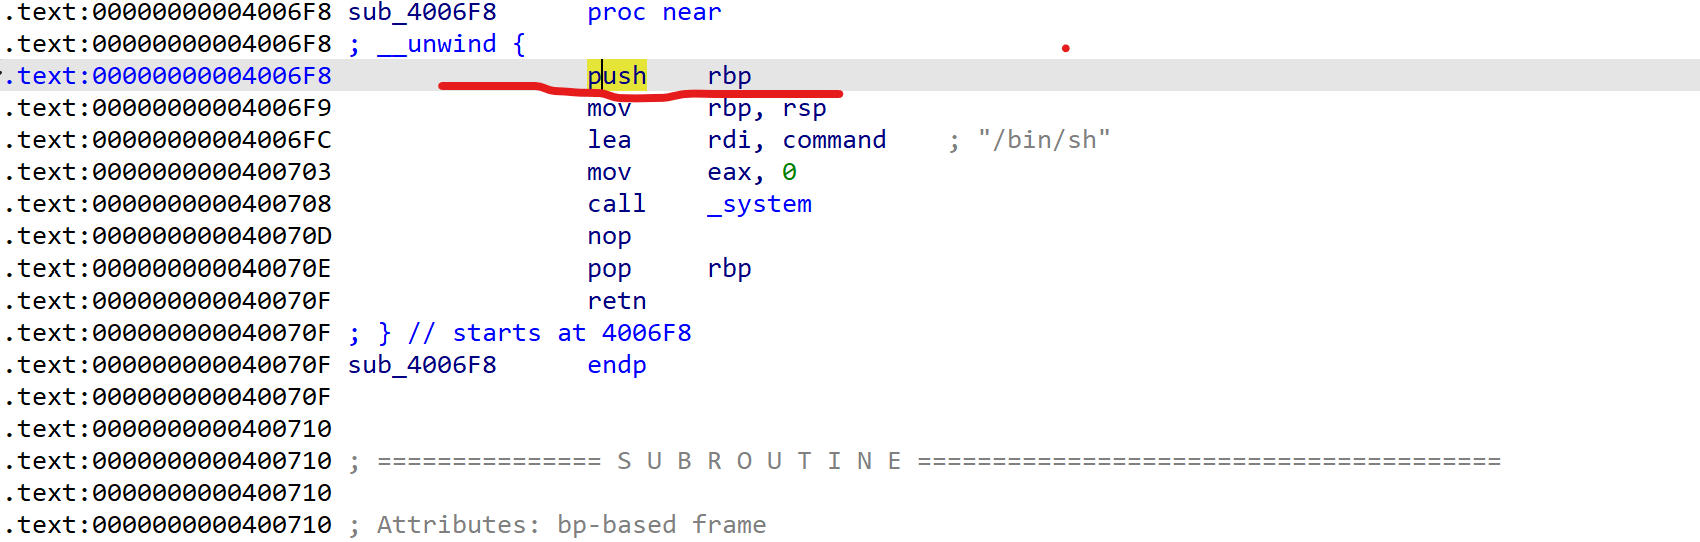 .text:00000000004006F8 sub_4006F8      proc near
.text:00000000004006F8 ; __unwind {
.text:00000000004006F8                 push    rbp
.text:00000000004006F9                 mov     rbp, rsp
.text:00000000004006FC                 lea     rdi, command    ; "/bin/sh"
.text:0000000000400703                 mov     eax, 0
.text:0000000000400708                 call    _system
.text:000000000040070D                 nop
.text:000000000040070E                 pop     rbp
.text:000000000040070F                 retn
.text:000000000040070F ; } // starts at 4006F8
.text:000000000040070F sub_4006F8      endp
.text:000000000040070F
.text:0000000000400710
.text:0000000000400710 ; =============== S U B R O U T I N E =======================================
.text:0000000000400710
.text:0000000000400710 ; Attributes: bp-based frame